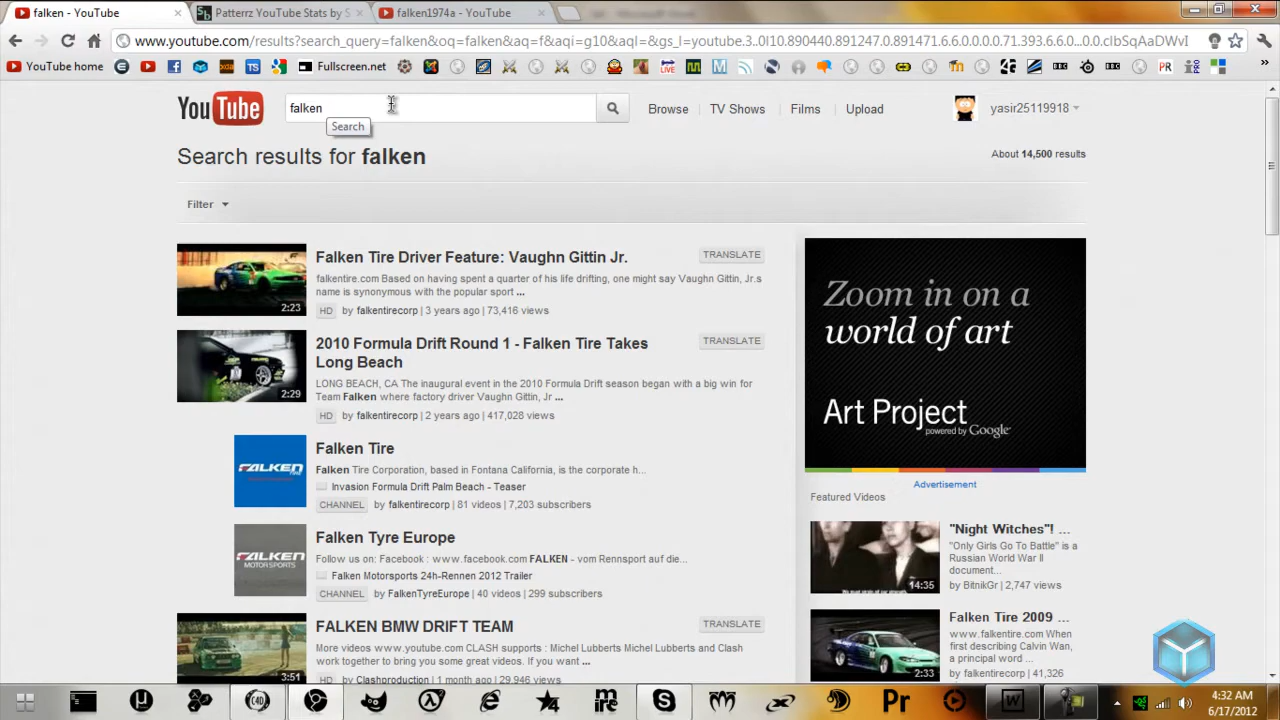 falken - YouTube
Patterrz YouTube Stats by S
falken1974a - YouTube
www.youtube.com/results?search_query=falken&oq=falken&aq=f&aqi=g10&aql=&gs_l=youtube.3..0l10.890440.891247.0.891471.6.6.0.0.0.0.71.393.6.6.0...0.0.
YouTube home
Fullscreen.net
YouTube
falken
Browse
TV Shows
Films
Upload
yasir25119918
Search
Search results for falken
About 14,500 results
Filter
Falken Tire Driver Feature: Vaughn Gittin Jr.
TRANSLATE
falkentire.com Based on having spent a quarter of his life drifting, one might say Vaughn Gittin, Jr.s
name is synonymous with the popular sport ...
2:23
HD by falkentirecorp | 3 years ago | 73,416 views
2010 Formula Drift Round 1 - Falken Tire Takes
Long Beach
TRANSLATE
LONG BEACH, CA The inaugural event in the 2010 Formula Drift season began with a big win for
Team Falken where factory driver Vaughn Gittin, Jr ...
2:29
HD by falkentirecorp | 2 years ago | 417,028 views
FALKEN
Falken Tire
Falken Tire Corporation, based in Fontana California, is the corporate h...
Invasion Formula Drift Palm Beach - Teaser
CHANNEL by falkentirecorp | 81 videos | 7,203 subscribers
FALKEN
MOTORSPORTS
Falken Tyre Europe
Follow us on: Facebook : www.facebook.com FALKEN - vom Rennsport auf die...
Falken Motorsports 24h-Rennen 2012 Trailer
CHANNEL by FalkenTyreEurope | 40 videos | 299 subscribers
FALKEN BMW DRIFT TEAM
TRANSLATE
More videos www.youtube.com CLASH supports : Michel Lubberts Michel Lubberts and Clash
work together to bring you some great video. If you want ...
3:51
HD by Clashproduction | 1 month ago | 29,946 views
Zoom in on a
world of art
Art Project
powered by Google
Advertisement
Featured Videos
"Night Witches"! ...
"Only Girls Go To Battle" is a
Russian World War II
document...
by BitnikGr | 2,747 views
14:35
Falken Tire 2009 ...
www.falkentire.com When
first describing Calvin Wan,
a principal word ...
by falkentirecorp | 41,326
2:33
4:32 AM
6/17/2012